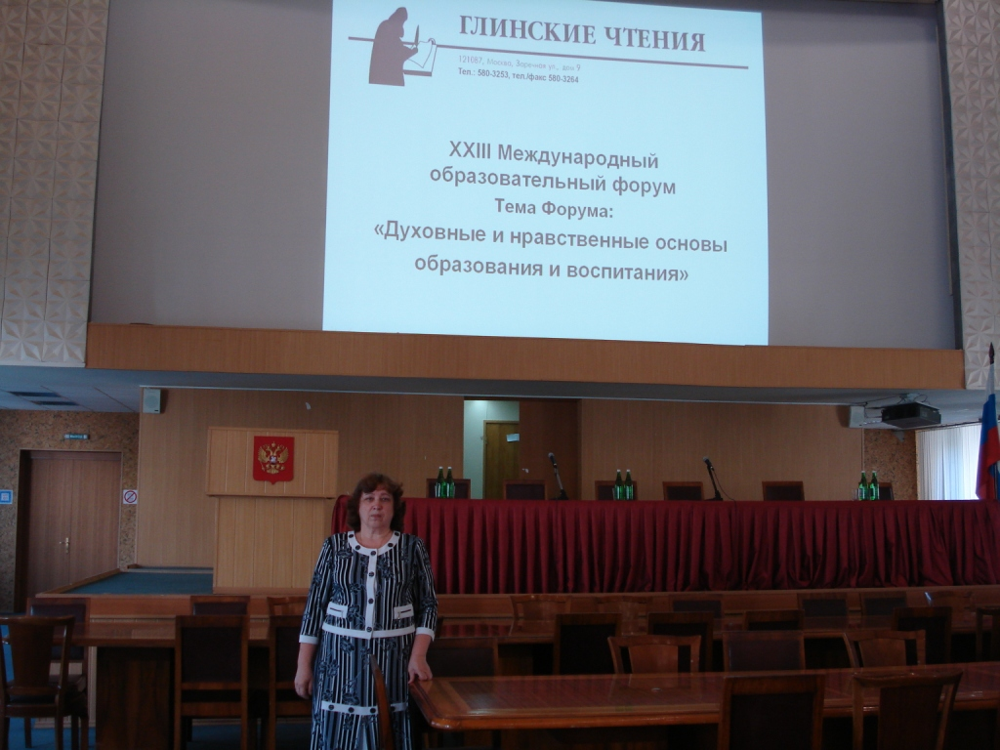 ГЛИНСКИЕ ЧТЕНИЯ
121087, Москва, Заречная ул., дом 9
Тел.: 580-3253, тел./факс 580-3264
XXIII Международный
образовательный форум
Тема Форума:
«Духовные и нравственные основы
образования и воспитания»